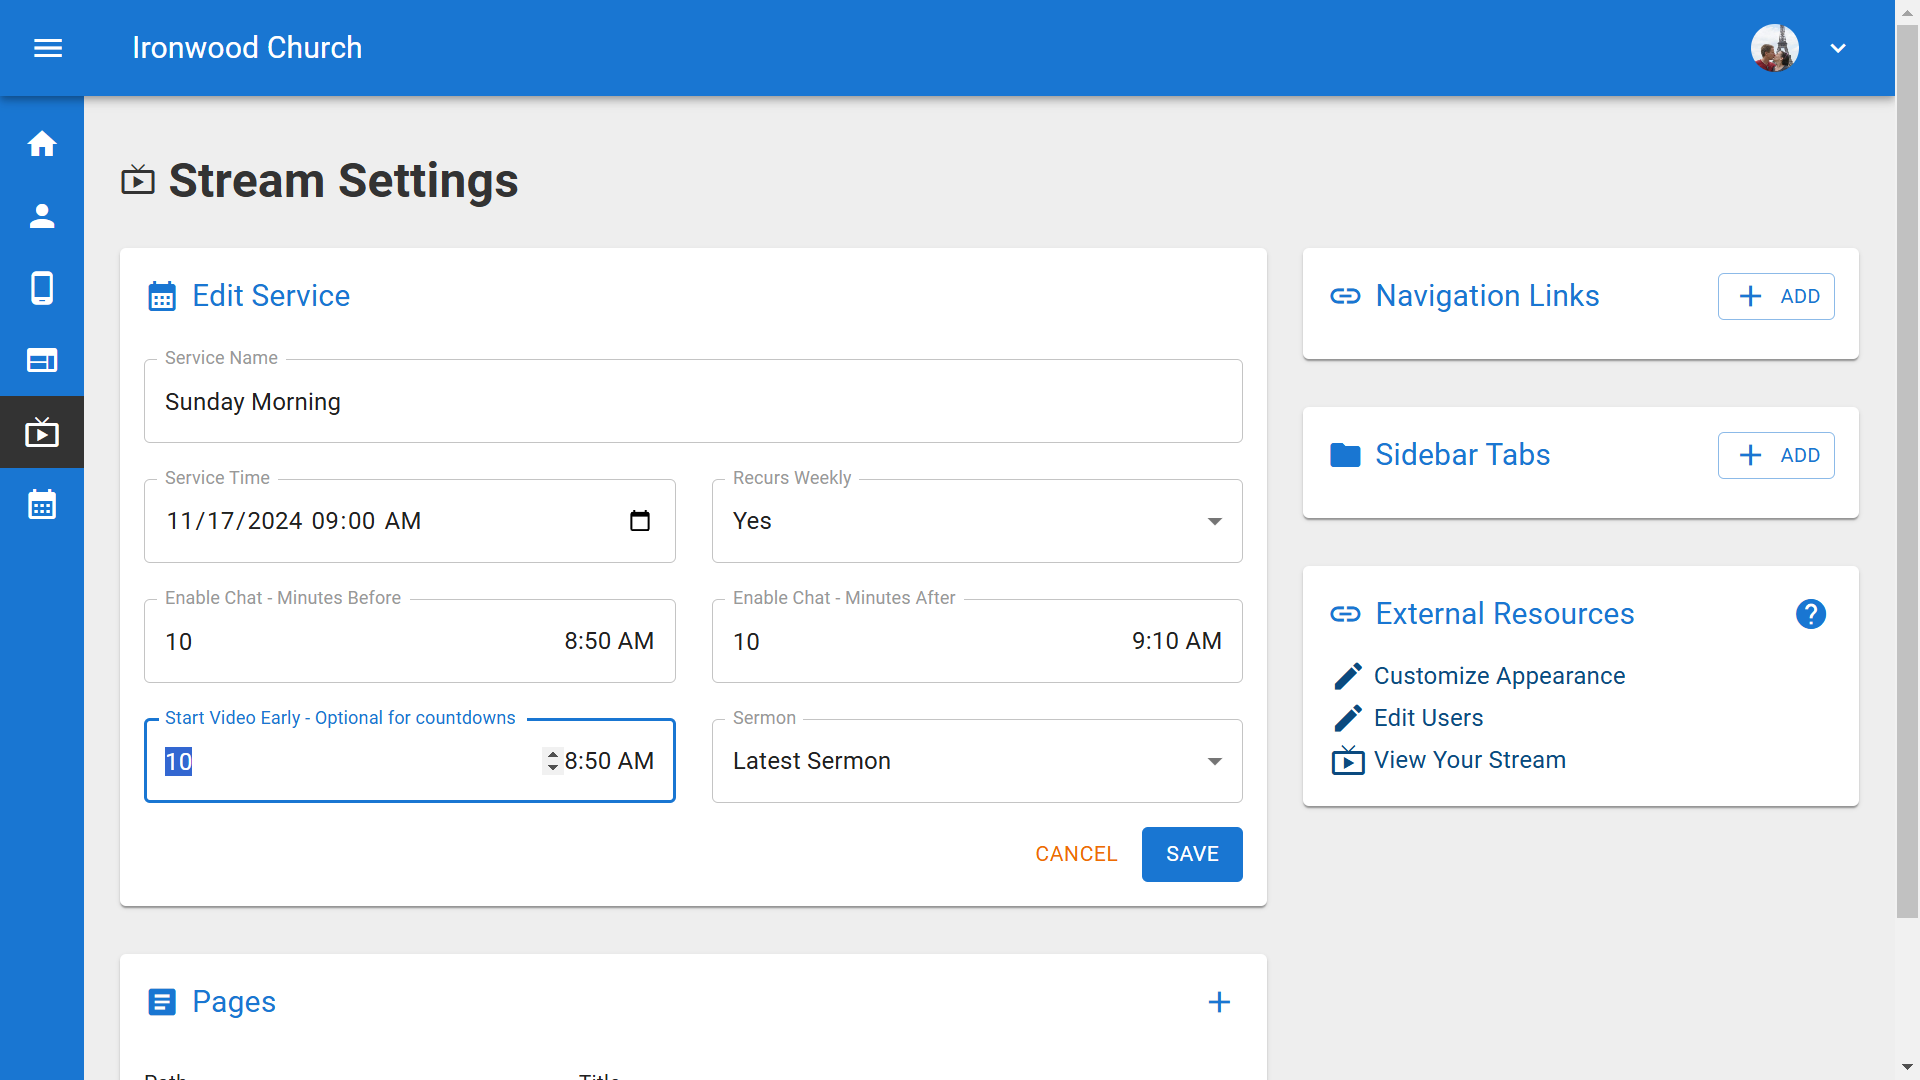 Ironwood Church
Stream Settings
Edit Service
Service Name
Sunday Morning
Service Time
11/17/2024 09:00 AM
Recurs Weekly
Yes
Enable Chat - Minutes Before
10 8:50 AM
Enable Chat - Minutes After
10 9:10 AM
Start Video Early - Optional for countdowns
10 8:50 AM
Sermon
Latest Sermon
CANCEL SAVE
Pages
Path Title
Navigation Links ADD
Sidebar Tabs ADD
External Resources
Customize Appearance
Edit Users
View Your Stream